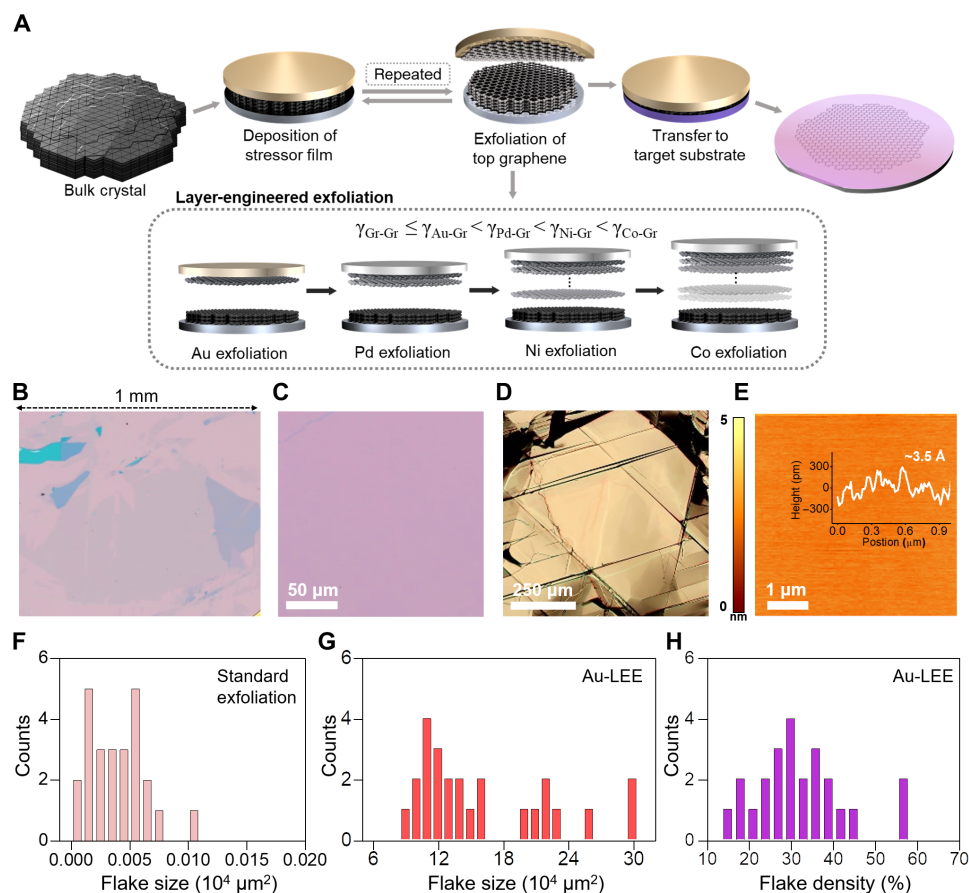 A
Repeated
Bulk crystal
Deposition of
stressor film
Exfoliation of
top graphene
Transfer to
target substrate
Layer-engineered exfoliation
γGr-Gr ≤ γAu-Gr < γPd-Gr < γNi-Gr < γCo-Gr
Au exfoliation
Pd exfoliation
Ni exfoliation
Co exfoliation
B
1 mm
C
50 μm
D
250 μm
5
0
nm
E
~3.5 Å
Height (pm)
300
0
−300
0.0 0.3 0.6 0.9
Postion (μm)
1 μm
F
Standard
exfoliation
Counts
6
4
2
0
0.000 0.005 0.010 0.020
Flake size (10⁴ μm²)
G
Au-LEE
Counts
6
4
2
0
6 12 18 24 30
Flake size (10⁴ μm²)
H
Au-LEE
Counts
6
4
2
0
10 20 30 40 50 60 70
Flake density (%)